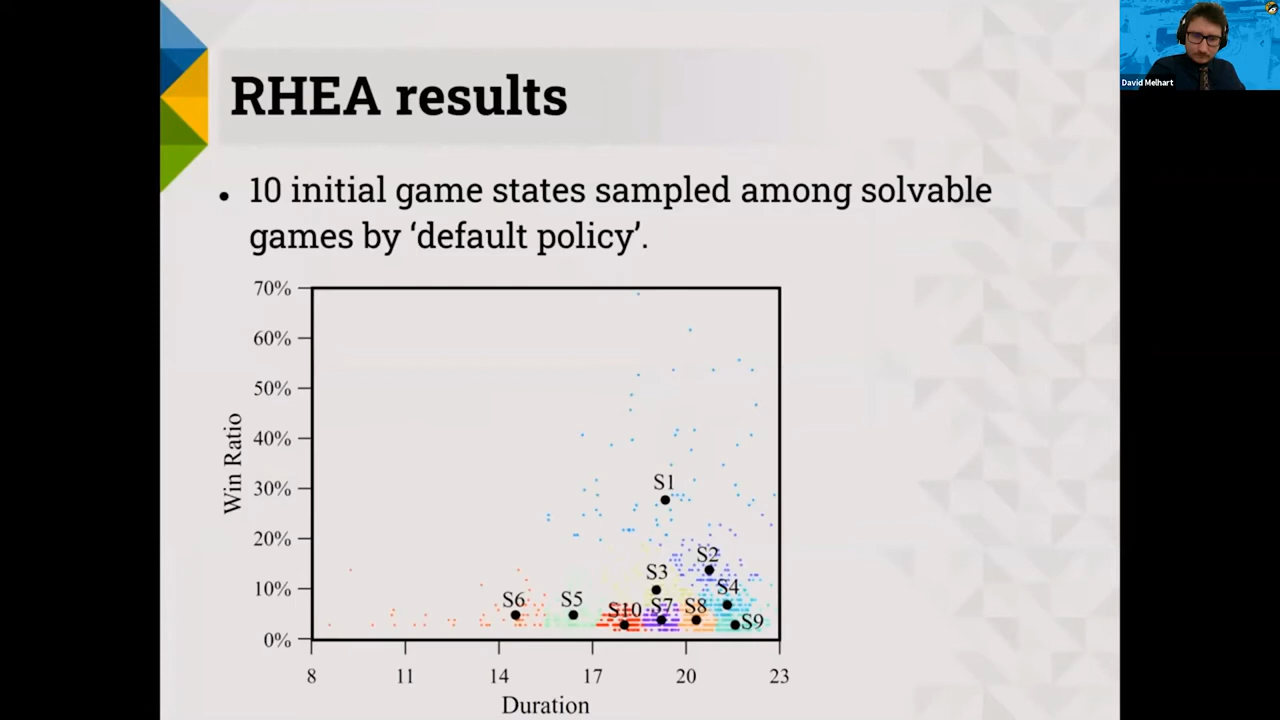 RHEA results
David Melhart
• 10 initial game states sampled among solvable
games by ‘default policy’.
70%
60%
50%
40%
30%
20%
10%
0%
Win Ratio
S1
S2
S3
S4
S6
S5
S10
S7
S8
S9
8
11
14
17
20
23
Duration